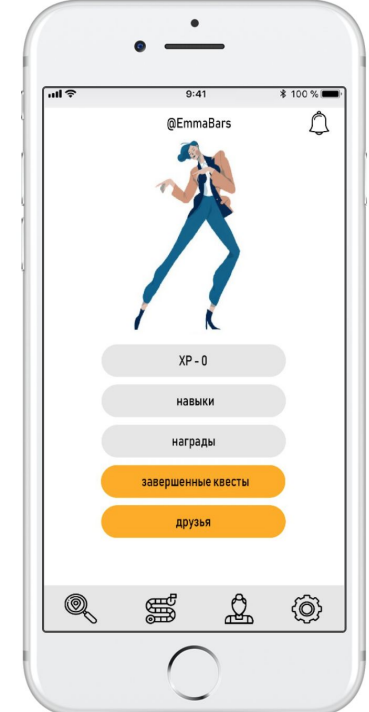 9:41
100 %
@EmmaBars
XP - 0
навыки
награды
завершенные квесты
друзья